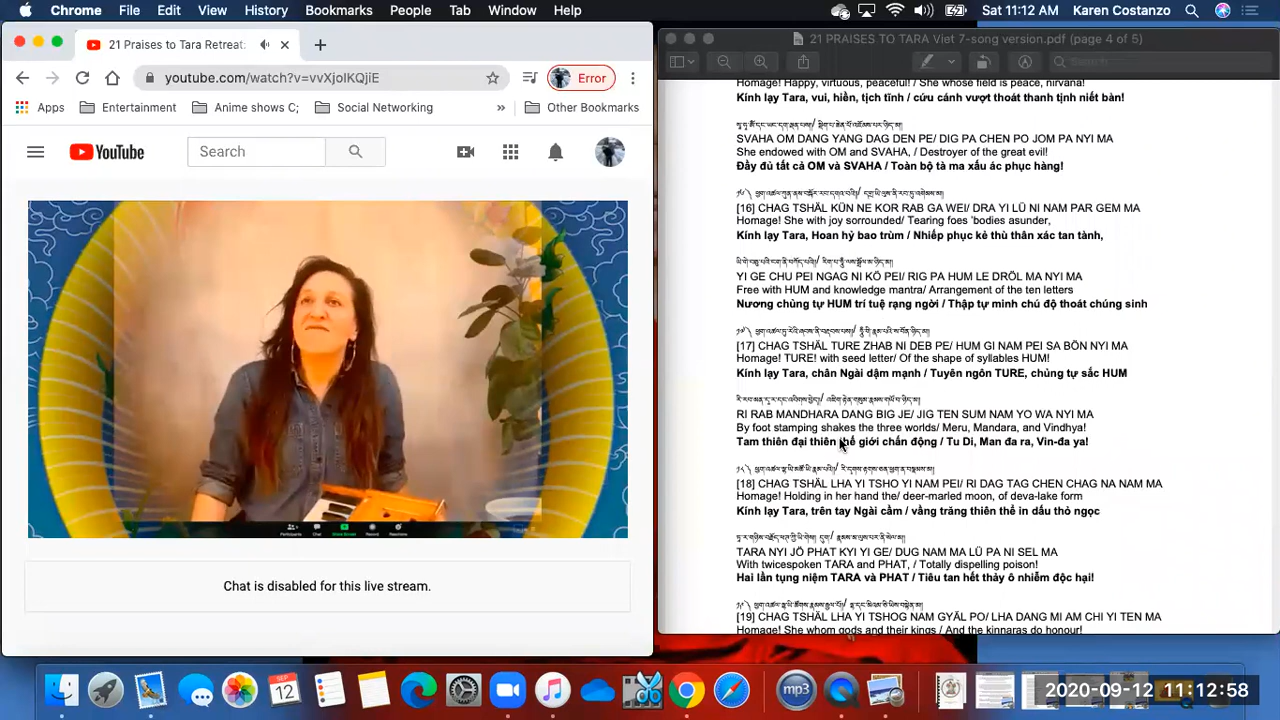 Chrome File Edit View History Bookmarks People Tab Window Help Sat 11:12 AM Karen Costanzo
21 Praises to Tara Retreat:
youtube.com/watch?v=vvXjolKQjiE Error
Apps Entertainment Anime shows C; Social Networking » Other Bookmarks
YouTube Search
Participants Chat Share Screen Record Reactions
Chat is disabled for this live stream.
21 PRAISES TO TARA Viet 7-song version.pdf (page 4 of 5)
Search
Homage! Happy, virtuous, peaceful! / She whose field is peace, nirvana!
Kính lạy Tara, vui, hiền, tịch tĩnh / cứu cánh vượt thoát thanh tịnh niết bàn!
SVAHA OM DANG YANG DAG DEN PE/ DIG PA CHEN PO JOM PA NYI MA
She endowed with OM and SVAHA, / Destroyer of the great evil!
Đầy đủ tất cả OM và SVAHA / Toàn bộ tà ma xấu ác phục hàng!
[16] CHAG TSHÄL KÜN NE KOR RAB GA WEI/ DRA YI LÜ NI NAM PAR GEM MA
Homage! She with joy sorrounded/ Tearing foes 'bodies asunder,
Kính lạy Tara, Hoan hỷ bao trùm / Nhiếp phục kẻ thù thân xác tan tành,
YI GE CHU PEI NGAG NI KÖ PEI/ RIG PA HUM LE DRÖL MA NYI MA
Free with HUM and knowledge mantra/ Arrangement of the ten letters
Nương chủng tự HUM trí tuệ rạng ngời / Thập tự minh chú độ thoát chúng sinh
[17] CHAG TSHÄL TURE ZHAB NI DEB PE/ HUM GI NAM PEI SA BÖN NYI MA
Homage! TURE! with seed letter/ Of the shape of syllables HUM!
Kính lạy Tara, chân Ngài dậm mạnh / Tuyên ngôn TURE, chủng tự sắc HUM
RI RAB MANDHARA DANG BIG JE/ JIG TEN SUM NAM YO WA NYI MA
By foot stamping shakes the three worlds/ Meru, Mandara, and Vindhya!
Tam thiên đại thiên thế giới chấn động / Tu Di, Man đa ra, Vin-đa ya!
[18] CHAG TSHÄL LHA YI TSHO YI NAM PEI/ RI DAG TAG CHEN CHAG NA NAM MA
Homage! Holding in her hand the/ deer-marled moon, of deva-lake form
Kính lạy Tara, trên tay Ngài cầm / vầng trăng thiên thể in dấu thỏ ngọc
TARA NYI JÖ PHAT KYI YI GE/ DUG NAM MA LÜ PA NI SEL MA
With twicespoken TARA and PHAT, / Totally dispelling poison!
Hai lần tụng niệm TARA và PHAT / Tiêu tan hết thảy ô nhiễm độc hại!
[19] CHAG TSHÄL LHA YI TSHOG NAM GYÄL PO/ LHA DANG MI AM CHI YI TEN MA
Homage! She whom gods and their kings / And the kinnaras do honour!
SEP
12
mp3
2020-09-12 11:12:58